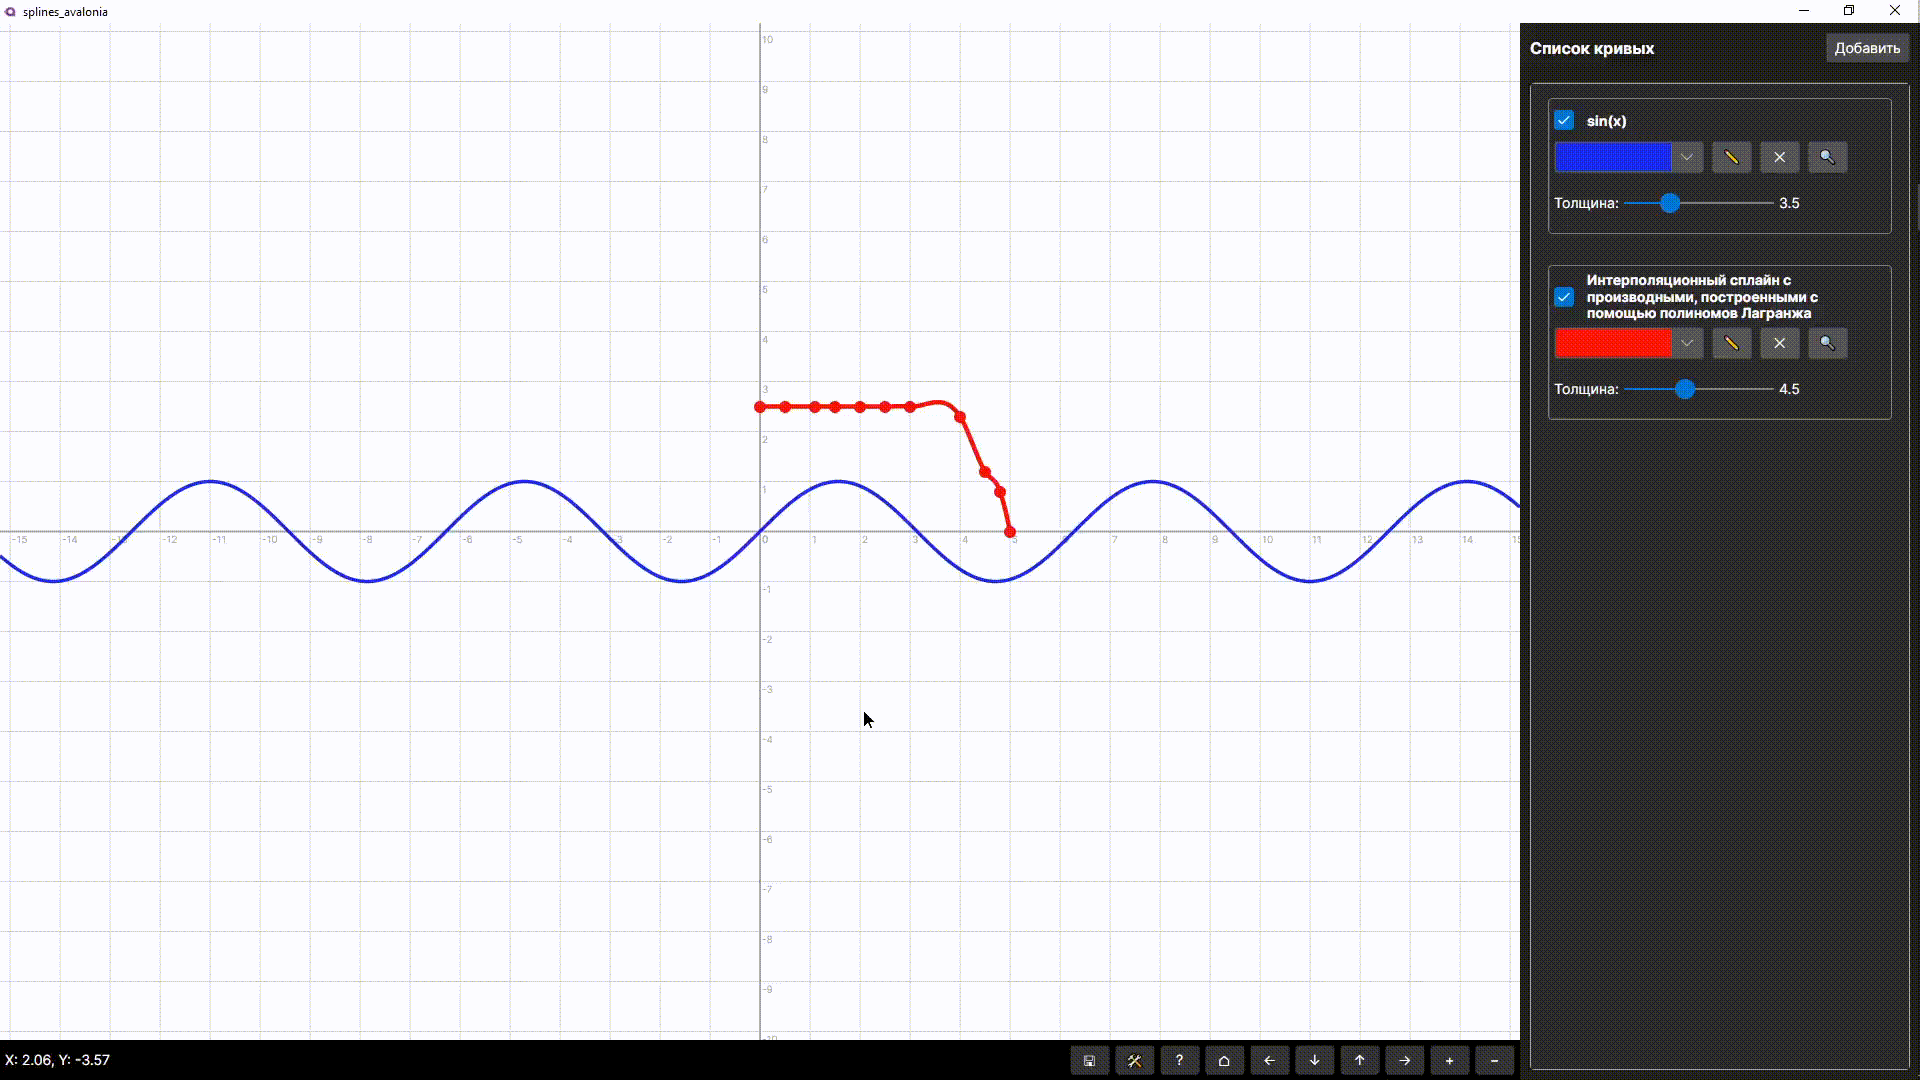 splines_avalonia
Список кривых
Добавить
sin(x)
Толщина: 3.5
Интерполяционный сплайн с
производными, построенными с
помощью полиномов Лагранжа
Толщина: 4.5
10
9
8
7
6
5
4
3
2
1
-15 -14 -12 -11 -10 -9 -8 -7 -6 -5 -4 -3 -2 -1 0 1 2 3 4 5 6 7 8 9 10 11 12 13 14
-1
-2
-3
-4
-5
-6
-7
-8
-9
-10
X: 2.06, Y: -3.57
? + -